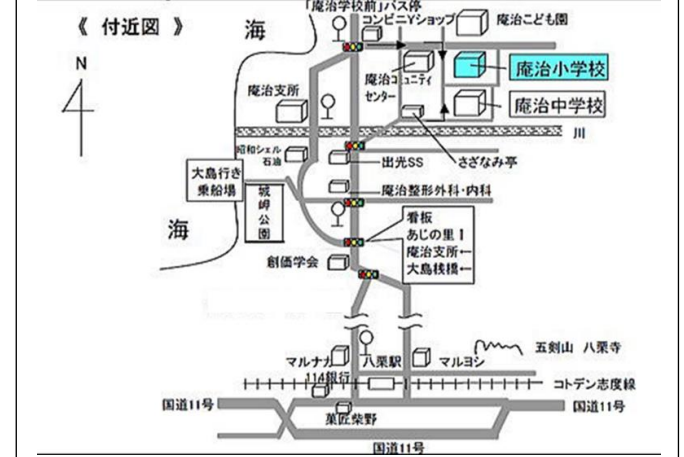 「庵治学校前」バス停
《 付近図 》
海
コンビニYショップ
庵治こども園
N
庵治コミュニティ
センター
庵治小学校
庵治支所
庵治中学校
川
昭和シェル
石油
出光SS
さざなみ亭
大島行き
乗船場
城岬公園
庵治整形外科・内科
海
看板
あじの里↑
庵治支所←
大島桟橋←
創価学会
マルナカ
八栗駅
マルヨシ
五剣山 八栗寺
114銀行
コトデン志度線
国道11号
菓匠柴野
国道11号
国道11号